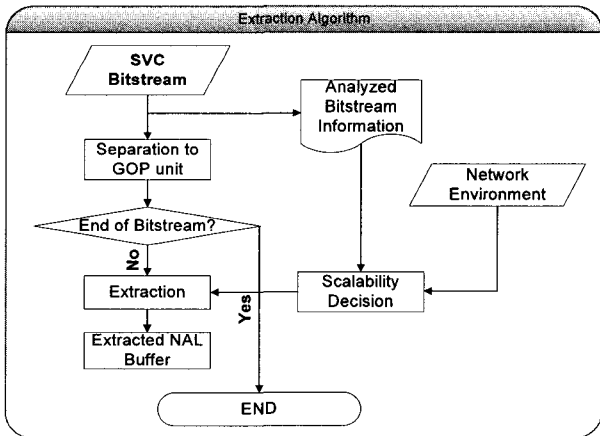 Extraction Algorithm
SVC
Bitstream
Analyzed
Bitstream
Information
Separation to
GOP unit
Network
Environment
End of Bitstream?
No
Yes
Extraction
Scalability
Decision
Extracted NAL
Buffer
END